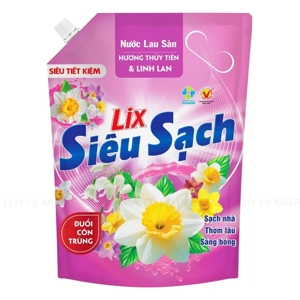 Nước Lau Sàn
HƯƠNG THỦY TIÊN
& LINH LAN
SIÊU TIẾT KIỆM
Lix
Siêu Sạch
ĐUỔI
CÔN
TRÙNG
Sạch nhà
Thơm lâu
Sáng bóng